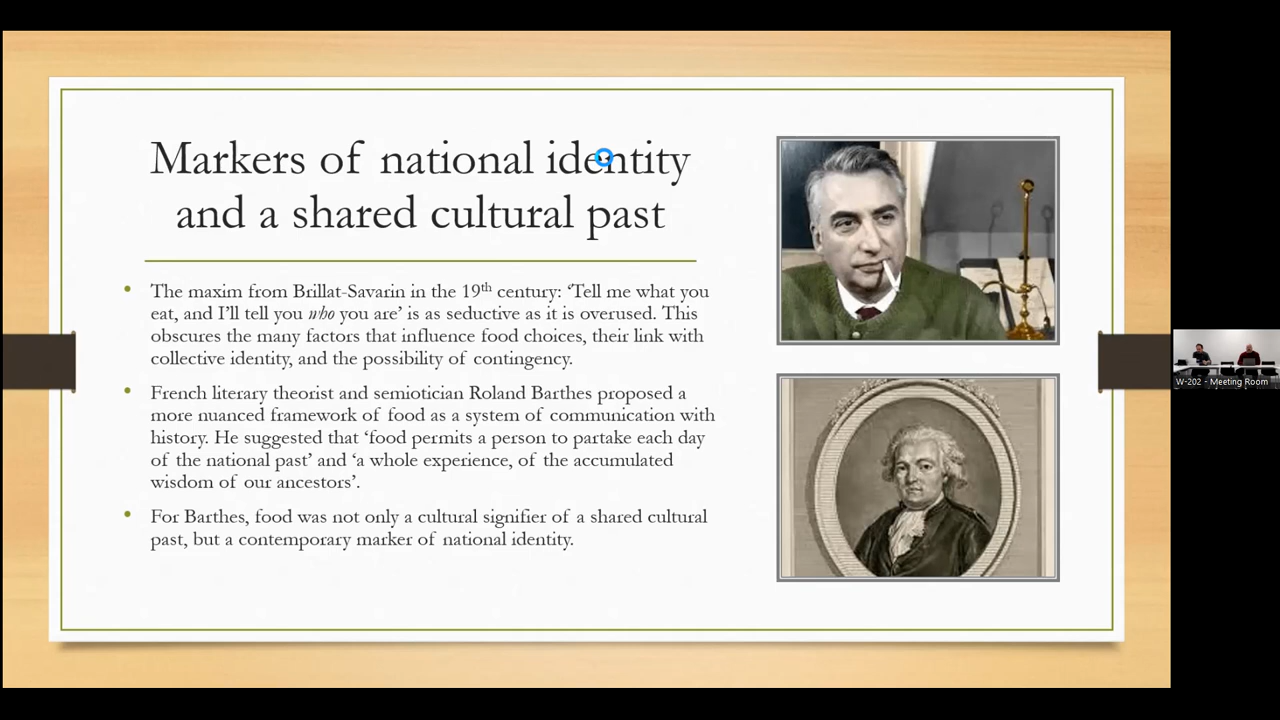 Markers of national identity
and a shared cultural past
• The maxim from Brillat-Savarin in the 19th century: ‘Tell me what you
eat, and I’ll tell you who you are’ is as seductive as it is overused. This
obscures the many factors that influence food choices, their link with
collective identity, and the possibility of contingency.
• French literary theorist and semiotician Roland Barthes proposed a
more nuanced framework of food as a system of communication with
history. He suggested that ‘food permits a person to partake each day
of the national past’ and ‘a whole experience, of the accumulated
wisdom of our ancestors’.
• For Barthes, food was not only a cultural signifier of a shared cultural
past, but a contemporary marker of national identity.
W-202 - Meeting Room